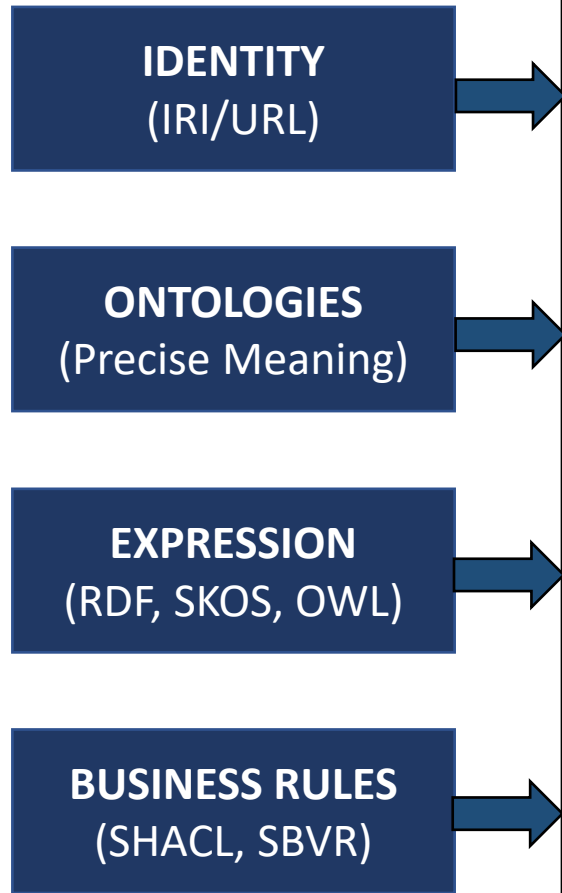 IDENTITY
(IRI/URL)
ONTOLOGIES
(Precise Meaning)
EXPRESSION
(RDF, SKOS, OWL)
BUSINESS RULES
(SHACL, SBVR)